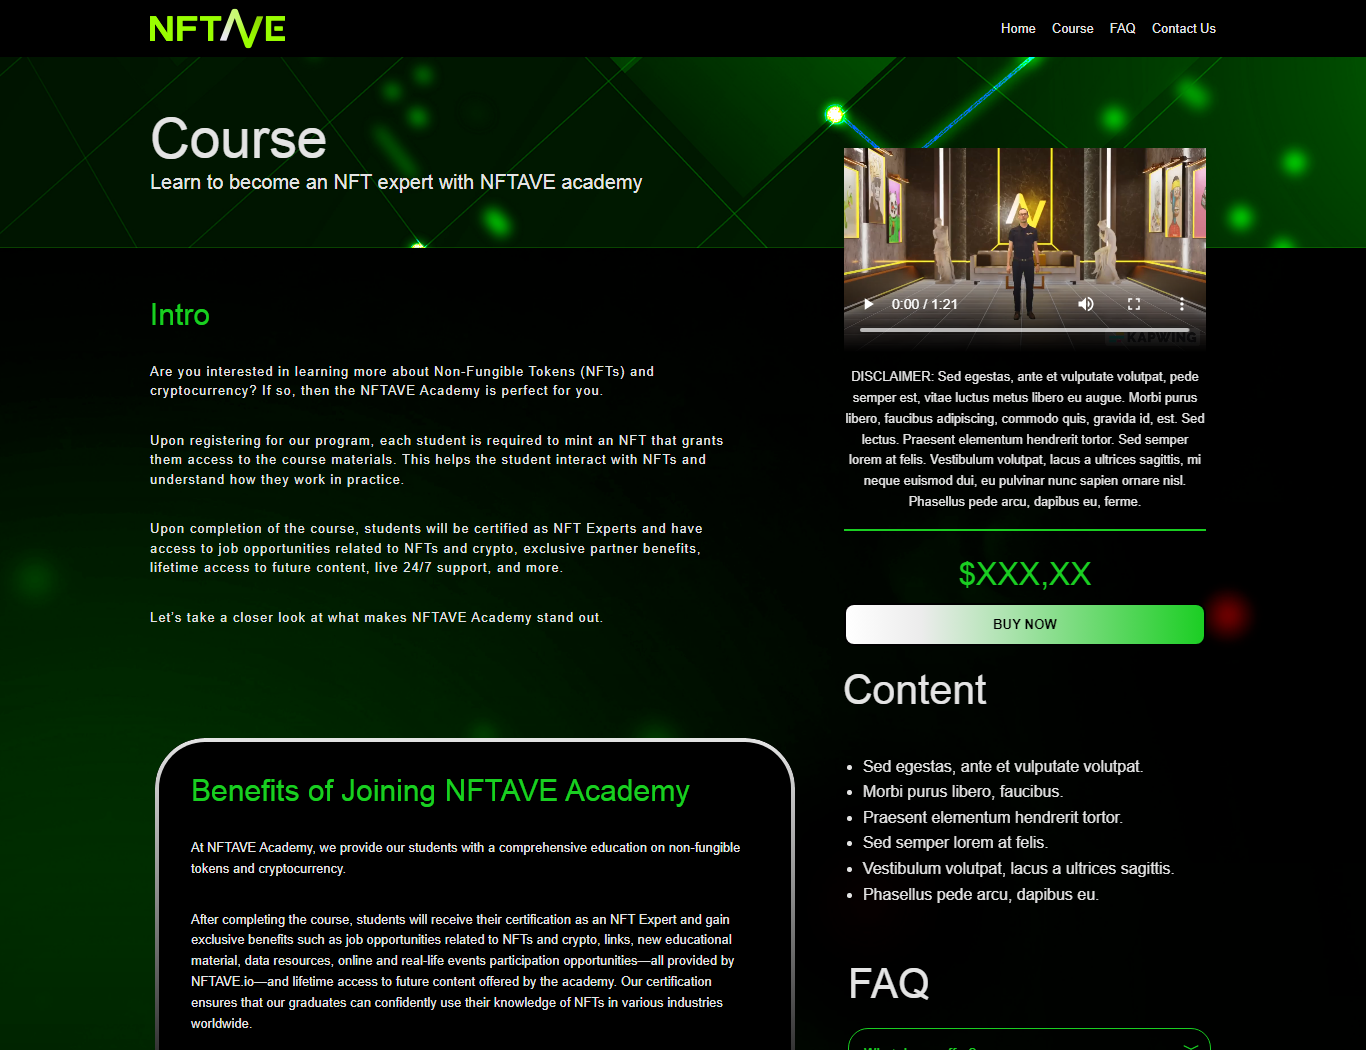 NFTAVE
Home Course FAQ Contact Us
Course
Learn to become an NFT expert with NFTAVE academy
0:00 / 1:21
KAPWING
Intro
Are you interested in learning more about Non-Fungible Tokens (NFTs) and
cryptocurrency? If so, then the NFTAVE Academy is perfect for you.
Upon registering for our program, each student is required to mint an NFT that grants
them access to the course materials. This helps the student interact with NFTs and
understand how they work in practice.
Upon completion of the course, students will be certified as NFT Experts and have
access to job opportunities related to NFTs and crypto, exclusive partner benefits,
lifetime access to future content, live 24/7 support, and more.
Let’s take a closer look at what makes NFTAVE Academy stand out.
Benefits of Joining NFTAVE Academy
At NFTAVE Academy, we provide our students with a comprehensive education on non-fungible
tokens and cryptocurrency.
After completing the course, students will receive their certification as an NFT Expert and gain
exclusive benefits such as job opportunities related to NFTs and crypto, links, new educational
material, data resources, online and real-life events participation opportunities—all provided by
NFTAVE.io—and lifetime access to future content offered by the academy. Our certification
ensures that our graduates can confidently use their knowledge of NFTs in various industries
worldwide.
DISCLAIMER: Sed egestas, ante et vulputate volutpat, pede
semper est, vitae luctus metus libero eu augue. Morbi purus
libero, faucibus adipiscing, commodo quis, gravida id, est. Sed
lectus. Praesent elementum hendrerit tortor. Sed semper
lorem at felis. Vestibulum volutpat, lacus a ultrices sagittis, mi
neque euismod dui, eu pulvinar nunc sapien ornare nisl.
Phasellus pede arcu, dapibus eu, ferme.
$XXX,XX
BUY NOW
Content
• Sed egestas, ante et vulputate volutpat.
• Morbi purus libero, faucibus.
• Praesent elementum hendrerit tortor.
• Sed semper lorem at felis.
• Vestibulum volutpat, lacus a ultrices sagittis.
• Phasellus pede arcu, dapibus eu.
FAQ